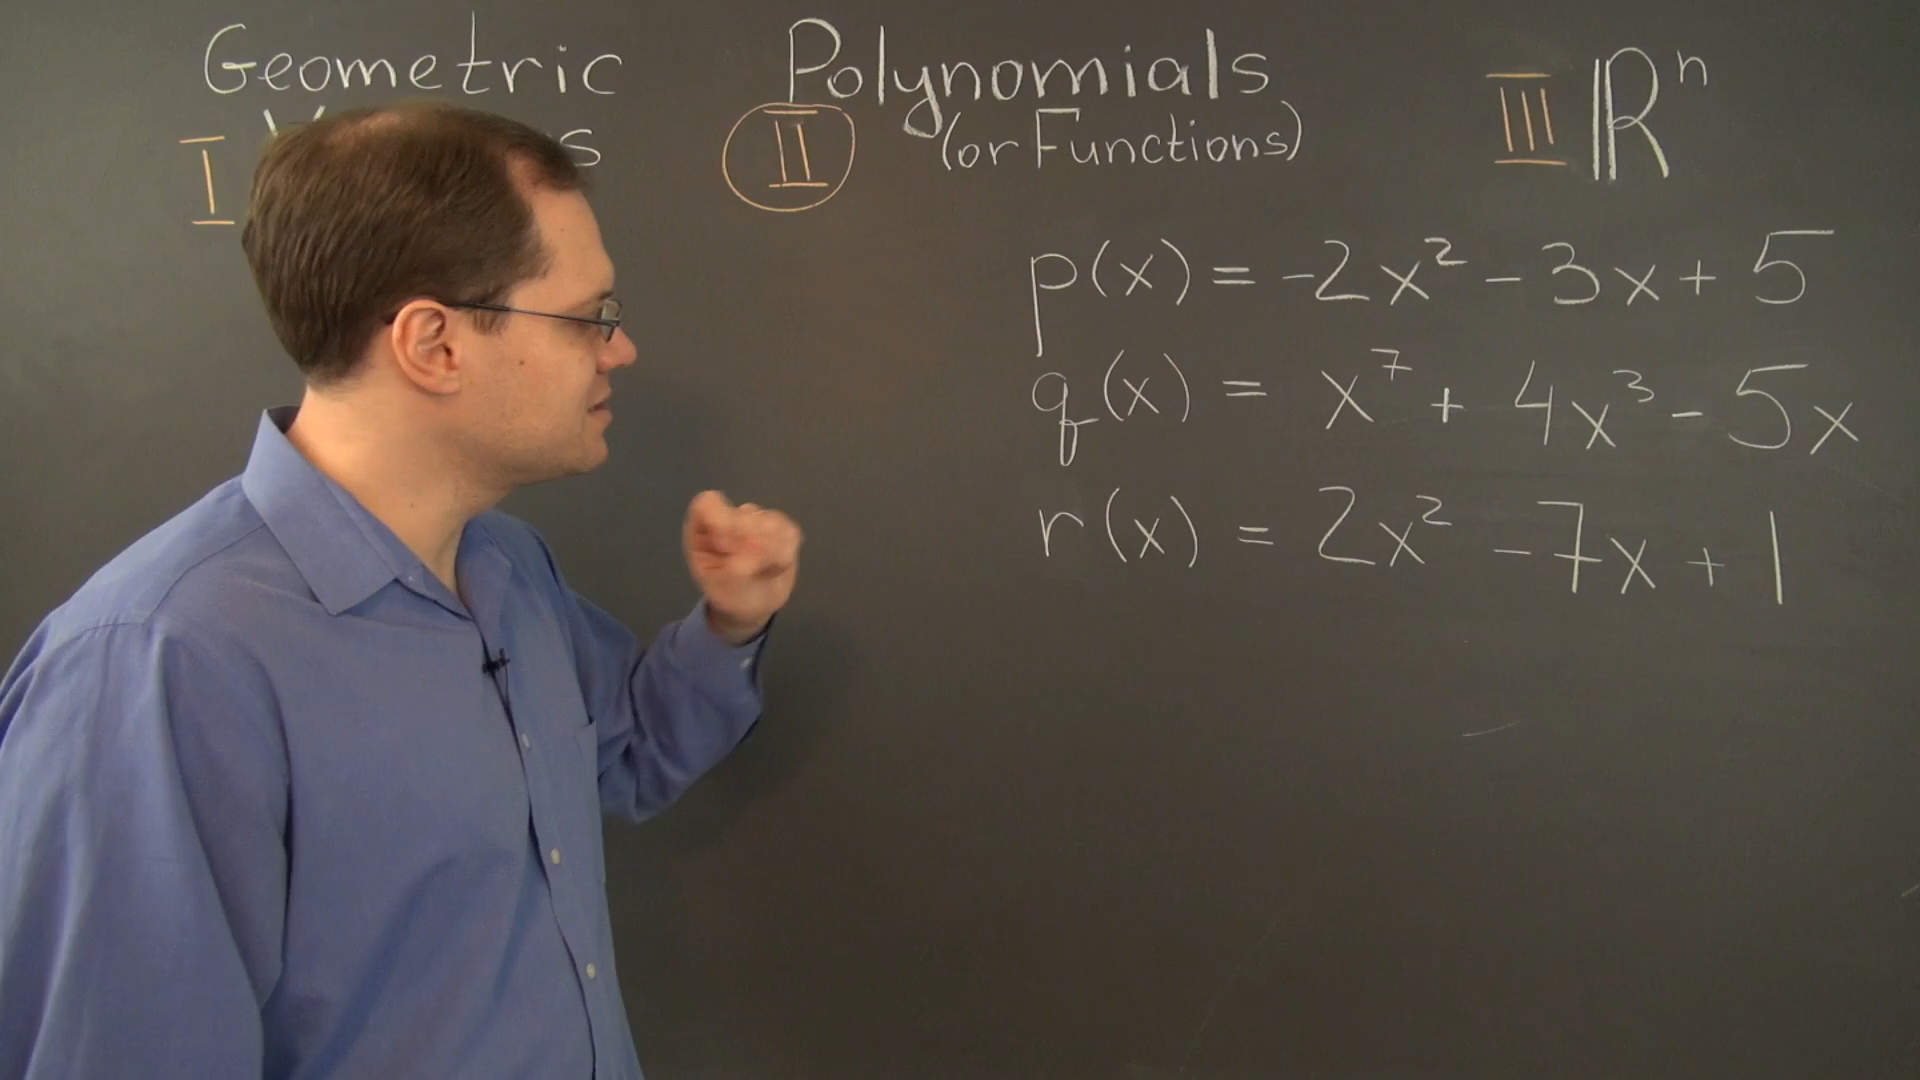 Geometric
I
Polynomials
II (or Functions)
III ℝⁿ
p(x) = -2x² - 3x + 5
q(x) = x⁷ + 4x³ - 5x
r(x) = 2x² - 7x + 1